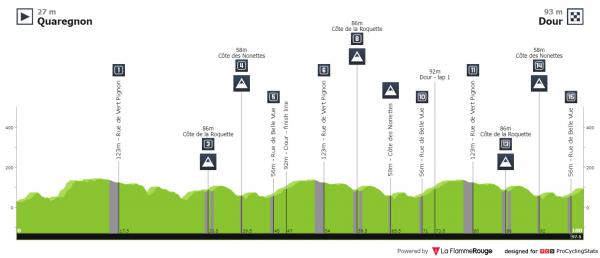 27 m
Quaregnon
93 m
Dour
86m
Côte de la Roquette
8
58m
Côte des Nonettes
4
58m
Côte des Nonettes
14
92m
Dour - lap 1
1
6
11
5
10
15
123m - Rue de Vert Pignon
86m
Côte de la Roquette
3
56m - Rue de Belle Vue
92m - Dour - finish line
123m - Rue de Vert Pignon
58m - Côte des Nonettes
56m - Rue de Belle Vue
123m - Rue de Vert Pignon
86m
Côte de la Roquette
13
56m - Rue de Belle Vue
400
200
0
400
200
0
0
17.5
39.5
45
47
54
65.5
71.5
73.5
80
97.5
Powered by La FlammeRouge
designed for PCS ProCyclingStats